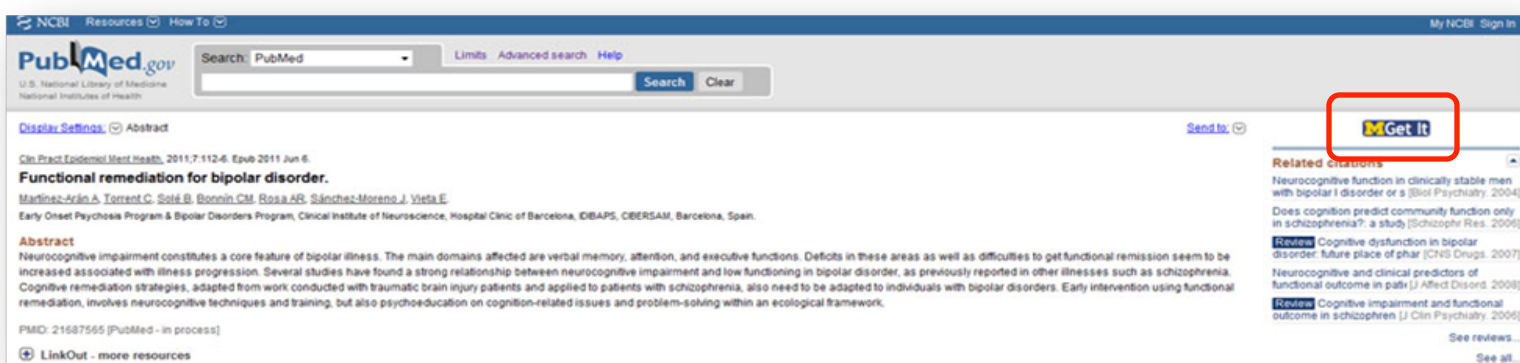 NCBI Resources How To My NCBI Sign In
PubMed.gov
U.S. National Library of Medicine
National Institutes of Health
Search: PubMed
Limits Advanced search Help
Search Clear
Display Settings: Abstract
Send to:
Clin Pract Epidemiol Ment Health. 2011;7:112-6. Epub 2011 Jun 6.
Functional remediation for bipolar disorder.
Martínez-Arán A, Torrent C, Solé B, Bonnín CM, Rosa AR, Sánchez-Moreno J, Vieta E.
Early Onset Psychosis Program & Bipolar Disorders Program, Clinical Institute of Neuroscience, Hospital Clinic of Barcelona, IDIBAPS, CIBERSAM, Barcelona, Spain.
Abstract
Neurocognitive impairment constitutes a core feature of bipolar illness. The main domains affected are verbal memory, attention, and executive functions. Deficits in these areas as well as difficulties to get functional remission seem to be
increased associated with illness progression. Several studies have found a strong relationship between neurocognitive impairment and low functioning in bipolar disorder, as previously reported in other illnesses such as schizophrenia.
Cognitive remediation strategies, adapted from work conducted with traumatic brain injury patients and applied to patients with schizophrenia, also need to be adapted to individuals with bipolar disorders. Early intervention using functional
remediation, involves neurocognitive techniques and training, but also psychoeducation on cognition-related issues and problem-solving within an ecological framework.
PMID: 21687565 [PubMed - in process]
LinkOut - more resources
M Get It
Related citations
Neurocognitive function in clinically stable men
with bipolar I disorder or s [Biol Psychiatry. 2004]
Does cognition predict community function only
in schizophrenia?: a study [Schizophr Res. 2006]
Review Cognitive dysfunction in bipolar
disorder: future place of phar [CNS Drugs. 2007]
Neurocognitive and clinical predictors of
functional outcome in patie [J Affect Disord. 2008]
Review Cognitive impairment and functional
outcome in schizophren [J Clin Psychiatry. 2006]
See reviews...
See all...